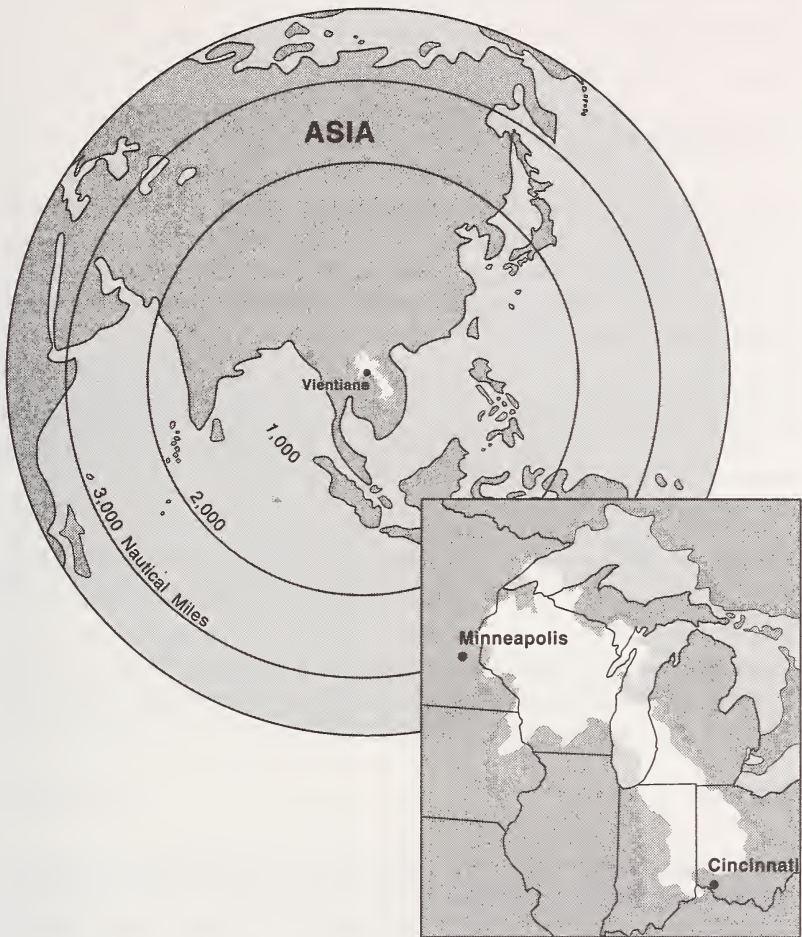 ASIA
Vientiane
1,000
2,000
3,000 Nautical Miles
Minneapolis
Cincinnati